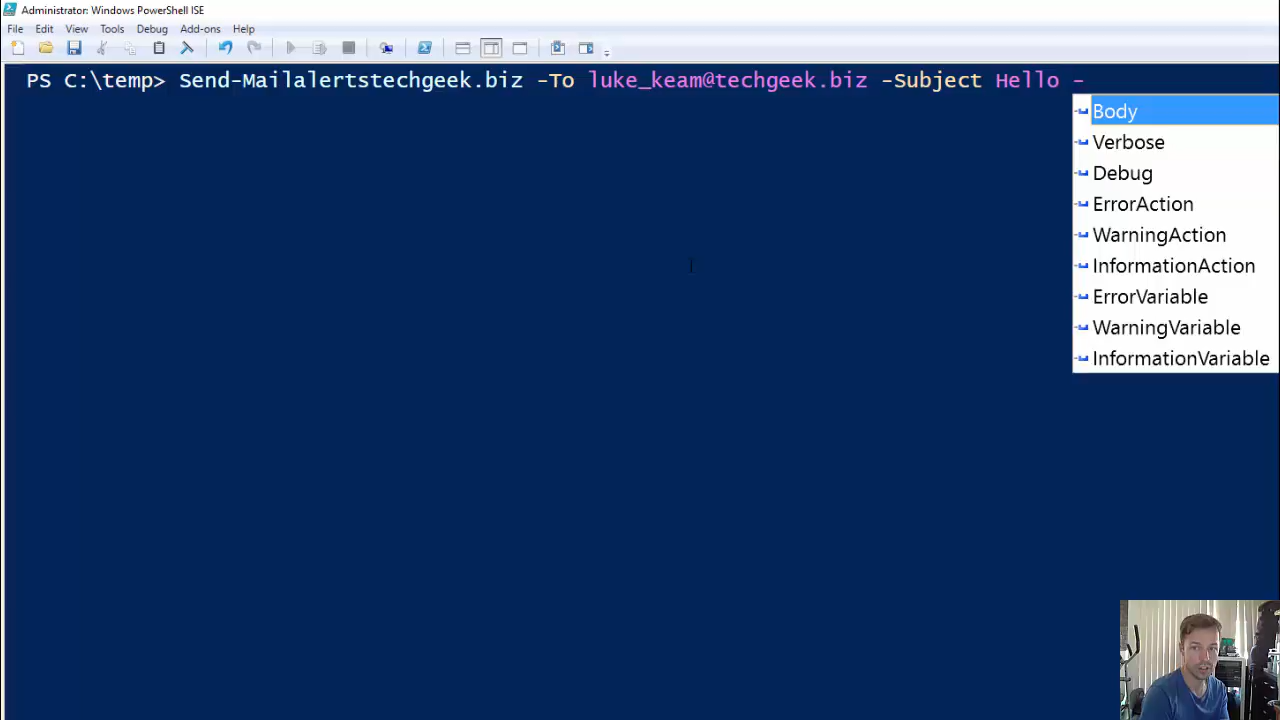 Administrator: Windows PowerShell ISE
File Edit View Tools Debug Add-ons Help
PS C:\temp> Send-Mailalertstechgeek.biz -To luke_keam@techgeek.biz -Subject Hello -
Body
Verbose
Debug
ErrorAction
WarningAction
InformationAction
ErrorVariable
WarningVariable
InformationVariable